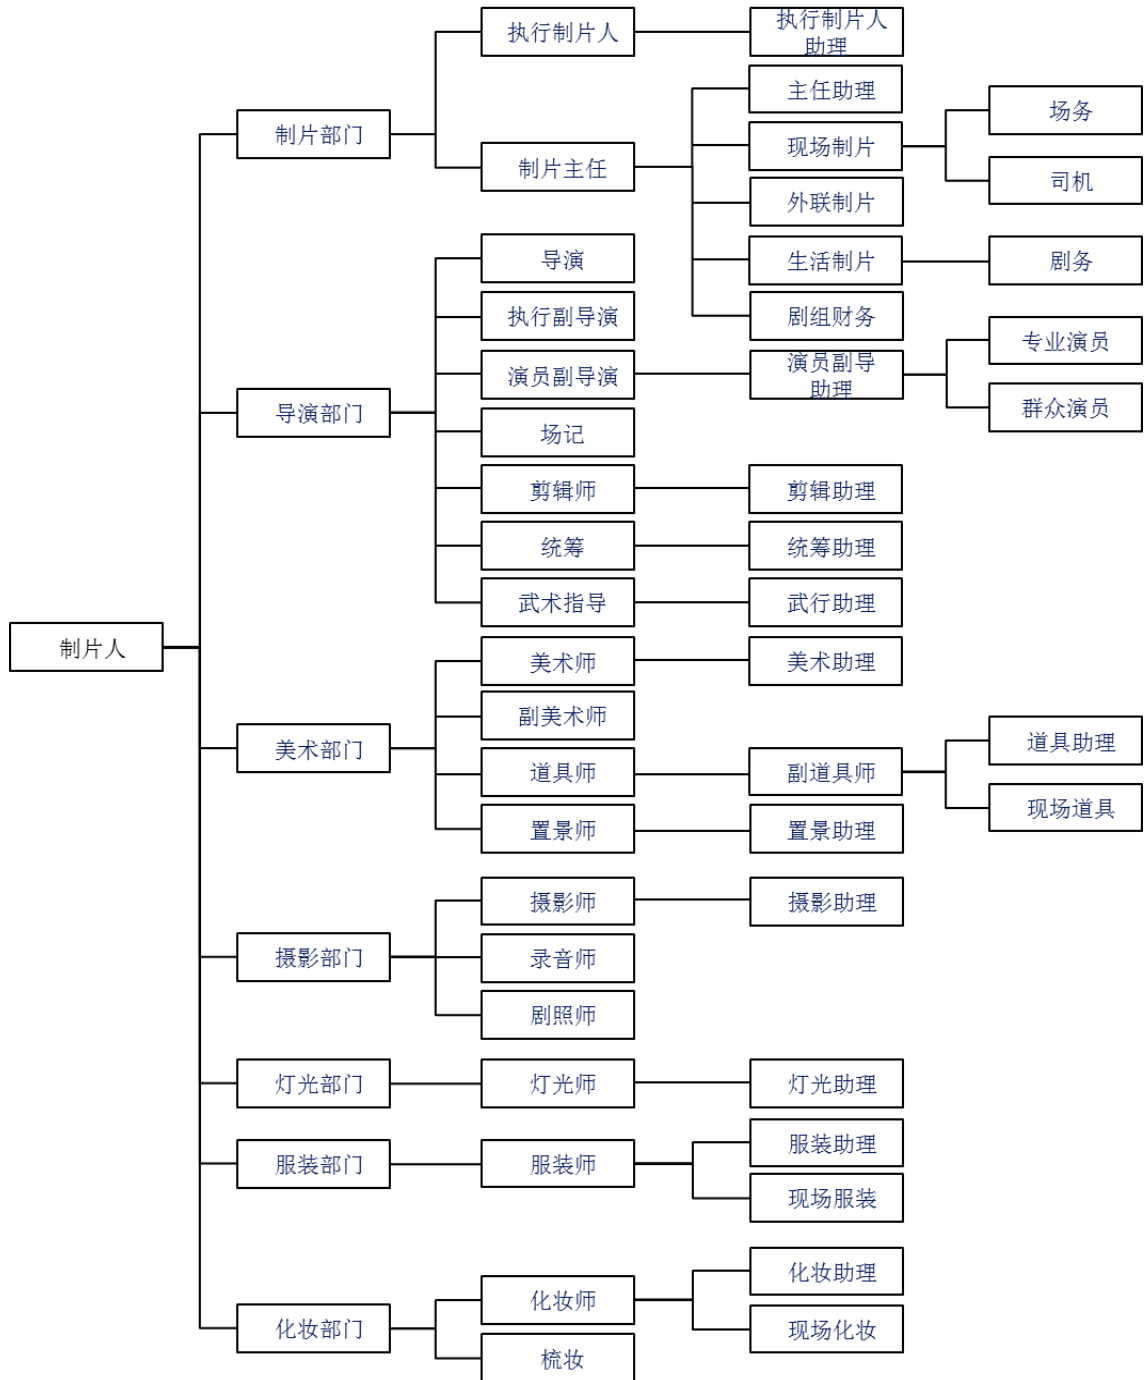 制片人
制片部门
执行制片人
执行制片人
助理
制片主任
主任助理
现场制片
场务
司机
外联制片
生活制片
剧务
剧组财务
导演部门
导演
执行副导演
演员副导演
演员副导
助理
专业演员
群众演员
场记
剪辑师
剪辑助理
统筹
统筹助理
武术指导
武行助理
美术部门
美术师
美术助理
副美术师
道具师
副道具师
道具助理
现场道具
置景师
置景助理
摄影部门
摄影师
摄影助理
录音师
剧照师
灯光部门
灯光师
灯光助理
服装部门
服装师
服装助理
现场服装
化妆部门
化妆师
化妆助理
现场化妆
梳妆